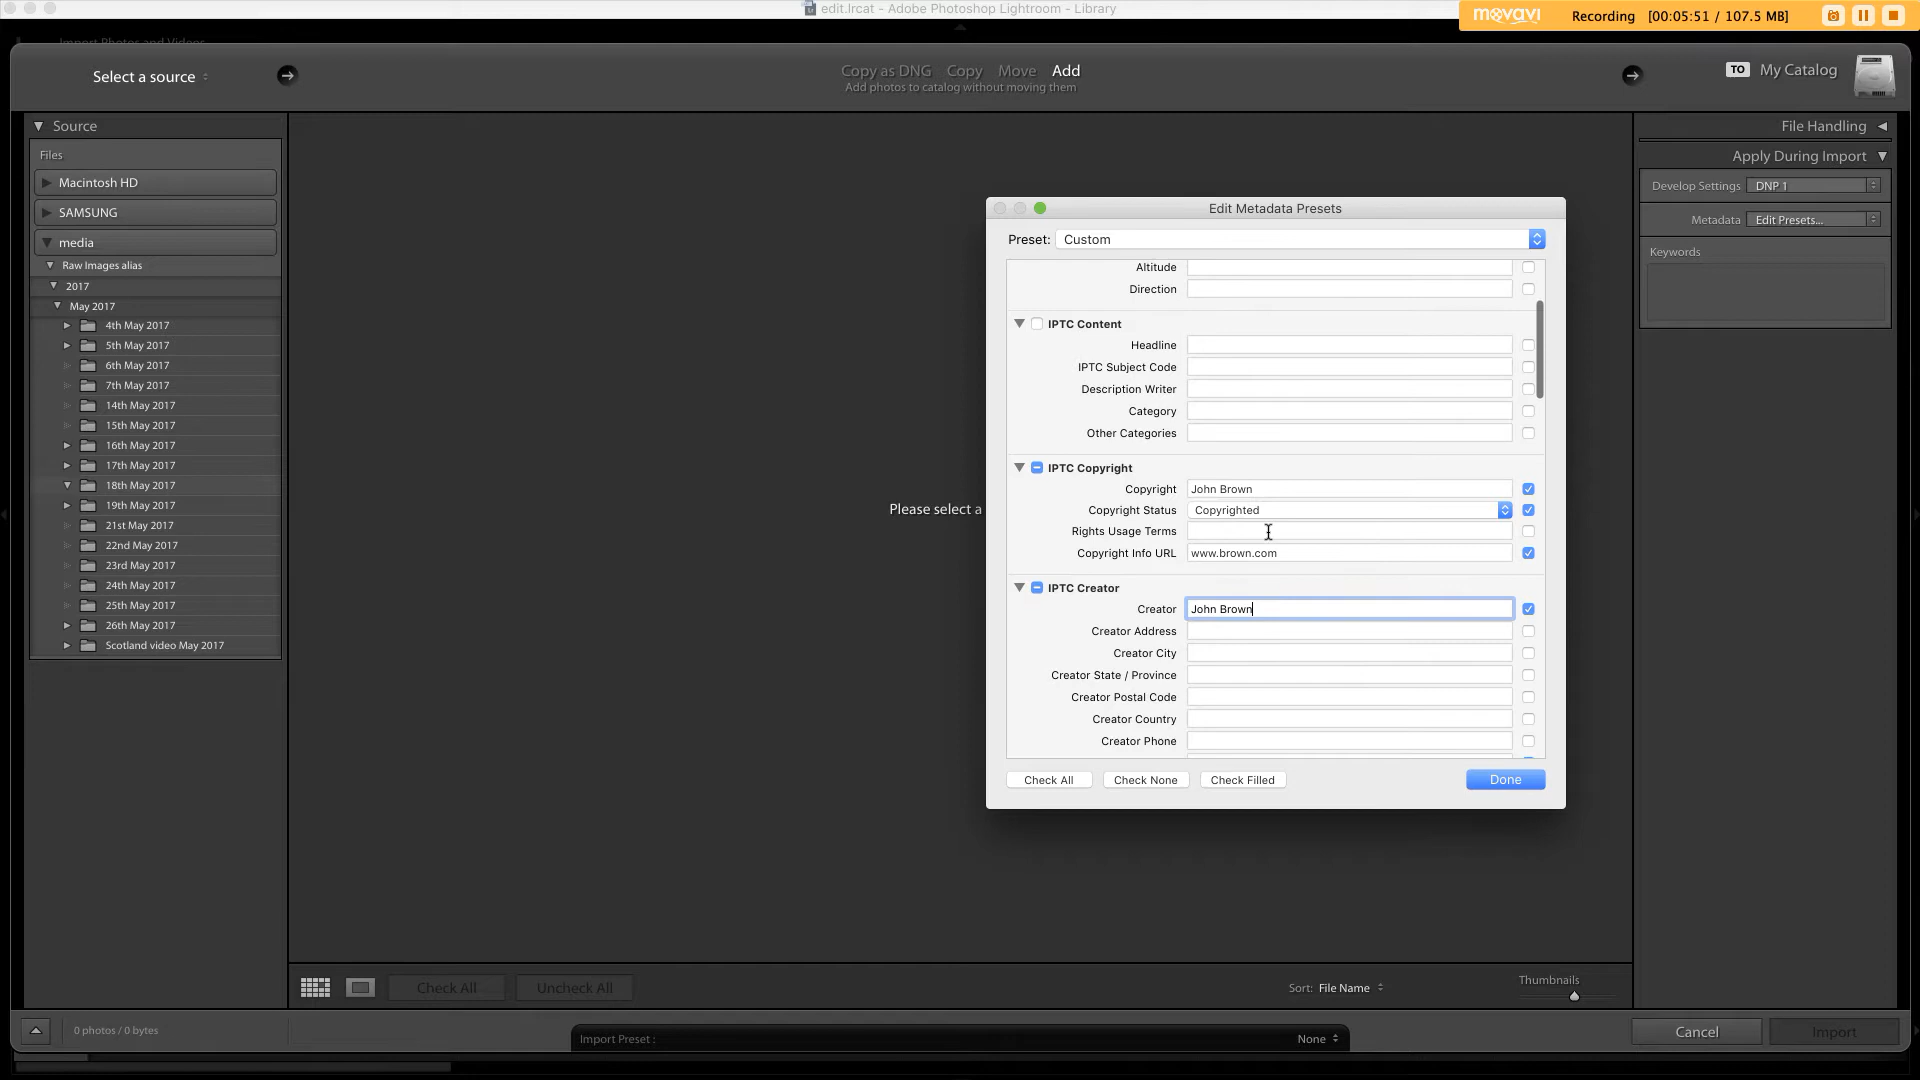 edit.lrcat - Adobe Photoshop Lightroom - Library
movavi
Recording [00:05:51 / 107.5 MB]
Import Photos and Videos
Select a source
Copy as DNG Copy Move Add
Add photos to catalog without moving them
TO My Catalog
Source
Files
Macintosh HD
SAMSUNG
media
Raw Images alias
2017
May 2017
4th May 2017
5th May 2017
6th May 2017
7th May 2017
14th May 2017
15th May 2017
16th May 2017
17th May 2017
18th May 2017
19th May 2017
21st May 2017
22nd May 2017
23rd May 2017
24th May 2017
25th May 2017
26th May 2017
Scotland video May 2017
Please select a
Edit Metadata Presets
Preset: Custom
Altitude
Direction
IPTC Content
Headline
IPTC Subject Code
Description Writer
Category
Other Categories
IPTC Copyright
Copyright John Brown
Copyright Status Copyrighted
Rights Usage Terms
Copyright Info URL www.brown.com
IPTC Creator
Creator John Brown
Creator Address
Creator City
Creator State / Province
Creator Postal Code
Creator Country
Creator Phone
Check All Check None Check Filled Done
File Handling
Apply During Import
Develop Settings DNP 1
Metadata Edit Presets...
Keywords
Check All Uncheck All
Sort: File Name
Thumbnails
0 photos / 0 bytes
Import Preset : None
Cancel Import